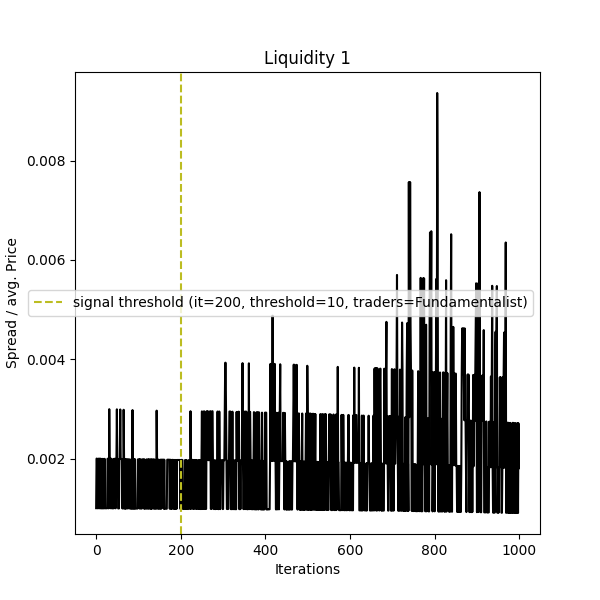 Liquidity 1
0.008
0.006
0.004
0.002
Spread / avg. Price
signal threshold (it=200, threshold=10, traders=Fundamentalist)
0 200 400 600 800 1000
Iterations